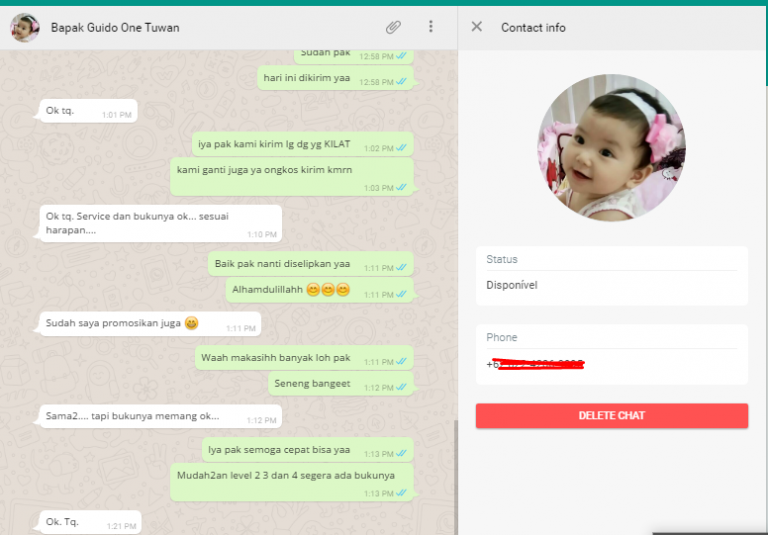 Bapak Guido One Tuwan
Contact info
Sudah pak
12:58 PM
hari ini dikirim yaa
12:58 PM
Ok tq.
1:01 PM
iya pak kami kirim lg dg yg KILAT
1:02 PM
kami ganti juga ya ongkos kirim kmrn
1:03 PM
Ok tq. Service dan bukunya ok... sesuai
harapan....
1:10 PM
Baik pak nanti diselipkan yaa
1:11 PM
Alhamdulillahh 😊😊😊
1:11 PM
Sudah saya promosikan juga 😀
1:11 PM
Waah makasihh banyak loh pak
1:11 PM
Seneng bangeet
1:12 PM
Sama2.... tapi bukunya memang ok...
1:12 PM
Iya pak semoga cepat bisa yaa
1:13 PM
Mudah2an level 2 3 dan 4 segera ada bukunya
1:13 PM
Ok. Tq.
1:21 PM
Status
Disponível
Phone
DELETE CHAT